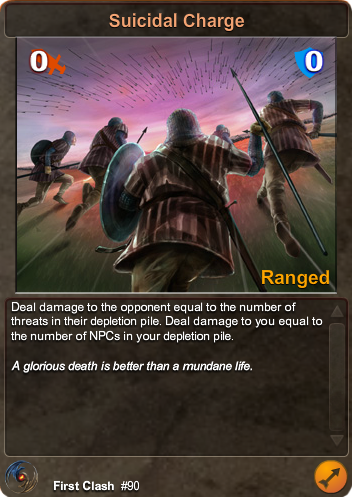 Suicidal Charge
0 0
Ranged
Deal damage to the opponent equal to the number of
threats in their depletion pile. Deal damage to you equal to
the number of NPCs in your depletion pile.
A glorious death is better than a mundane life.
First Clash #90